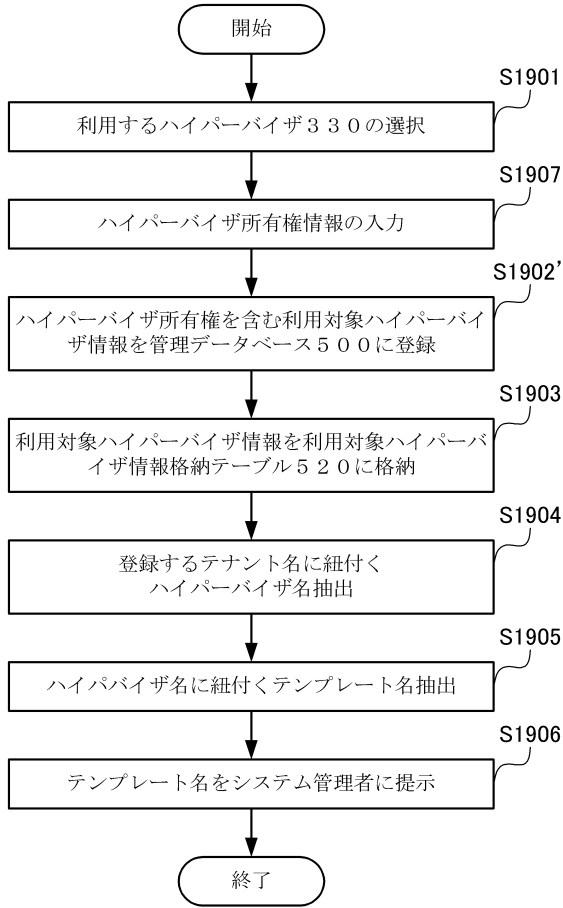 開始
S1901
利用するハイパーバイザ３３０の選択
S1907
ハイパーバイザ所有権情報の入力
S1902’
ハイパーバイザ所有権を含む利用対象ハイパーバイ
ザ情報を管理データベース５００に登録
S1903
利用対象ハイパーバイザ情報を利用対象ハイパーバ
イザ情報格納テーブル５２０に格納
S1904
登録するテナント名に紐付く
ハイパーバイザ名抽出
S1905
ハイパバイザ名に紐付くテンプレート名抽出
S1906
テンプレート名をシステム管理者に提示
終了